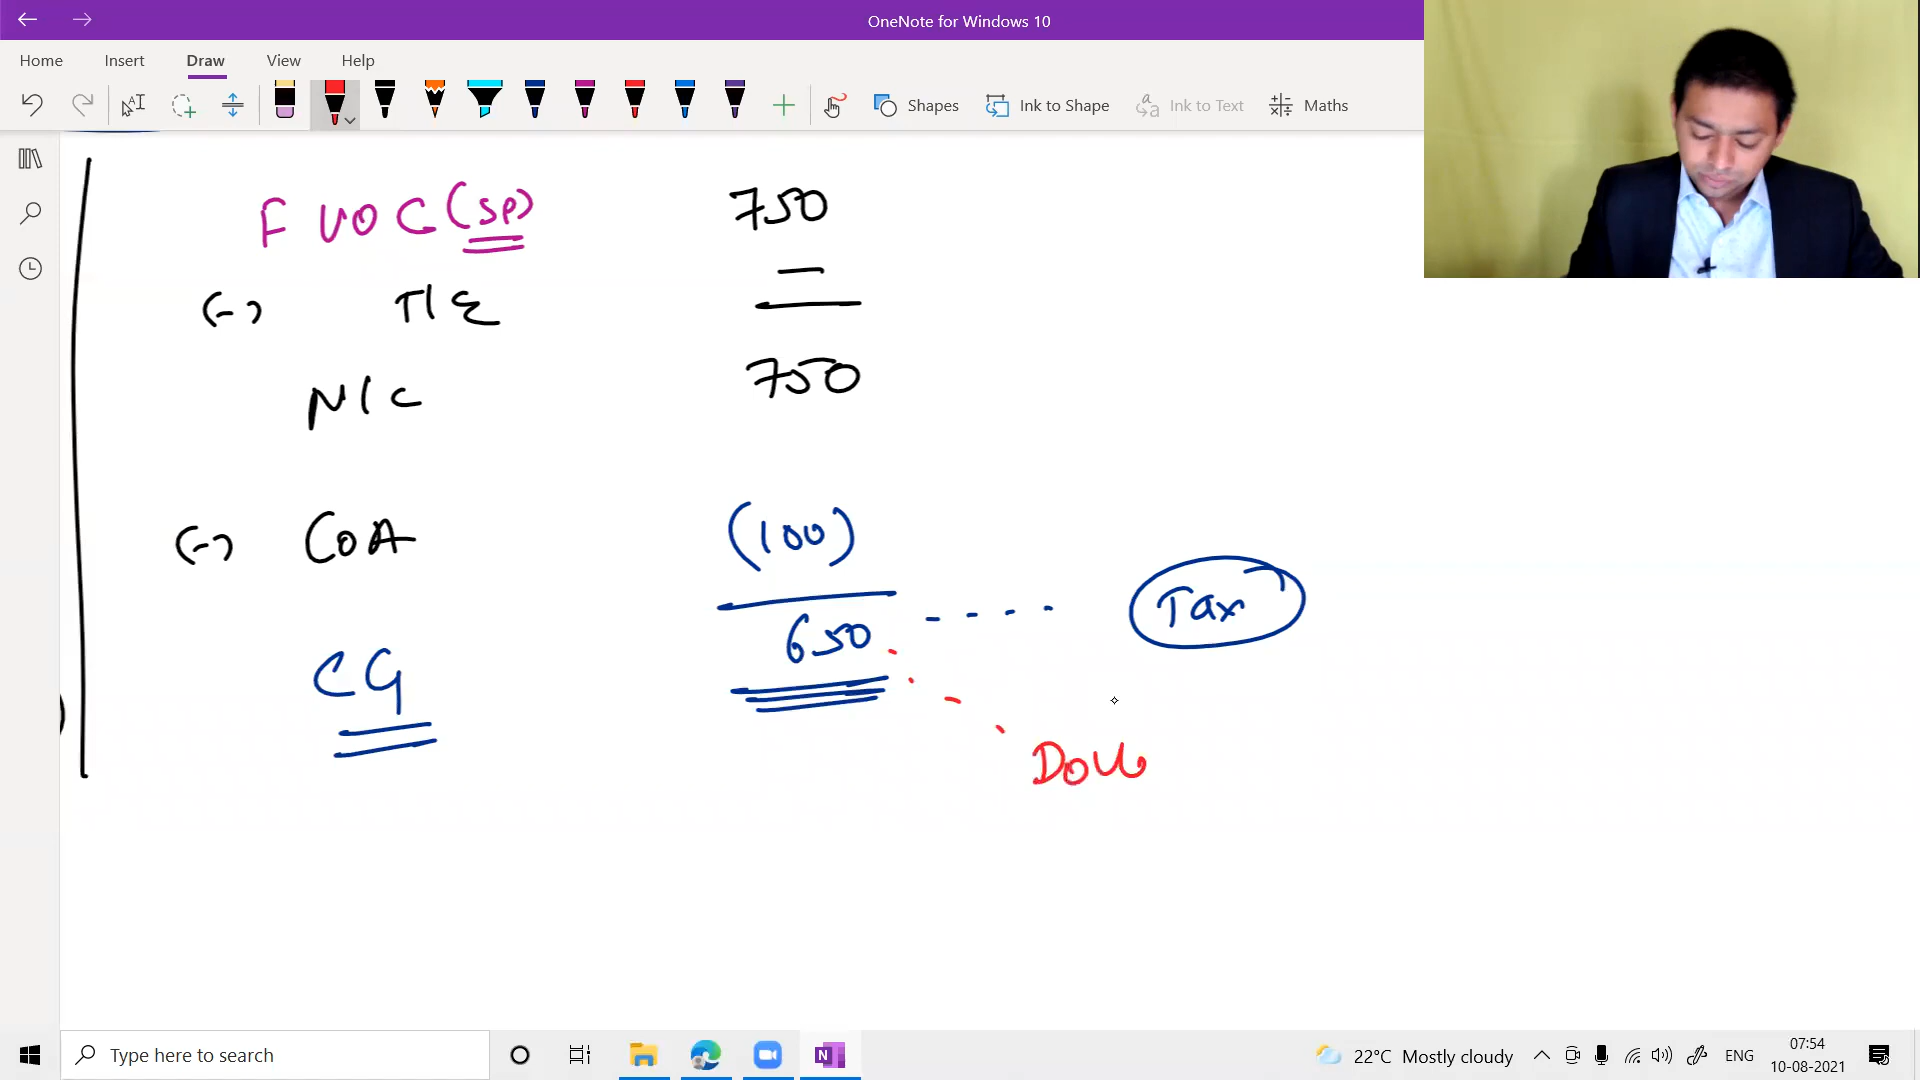 OneNote for Windows 10
Home Insert Draw View Help
Shapes Ink to Shape Ink to Text Maths
F V O C (SP) 750
(-) T/E —
N/C 750
(-) COA (100)
650 - - - - Tax
CG
Type here to search
22°C Mostly cloudy ENG 07:54
10-08-2021